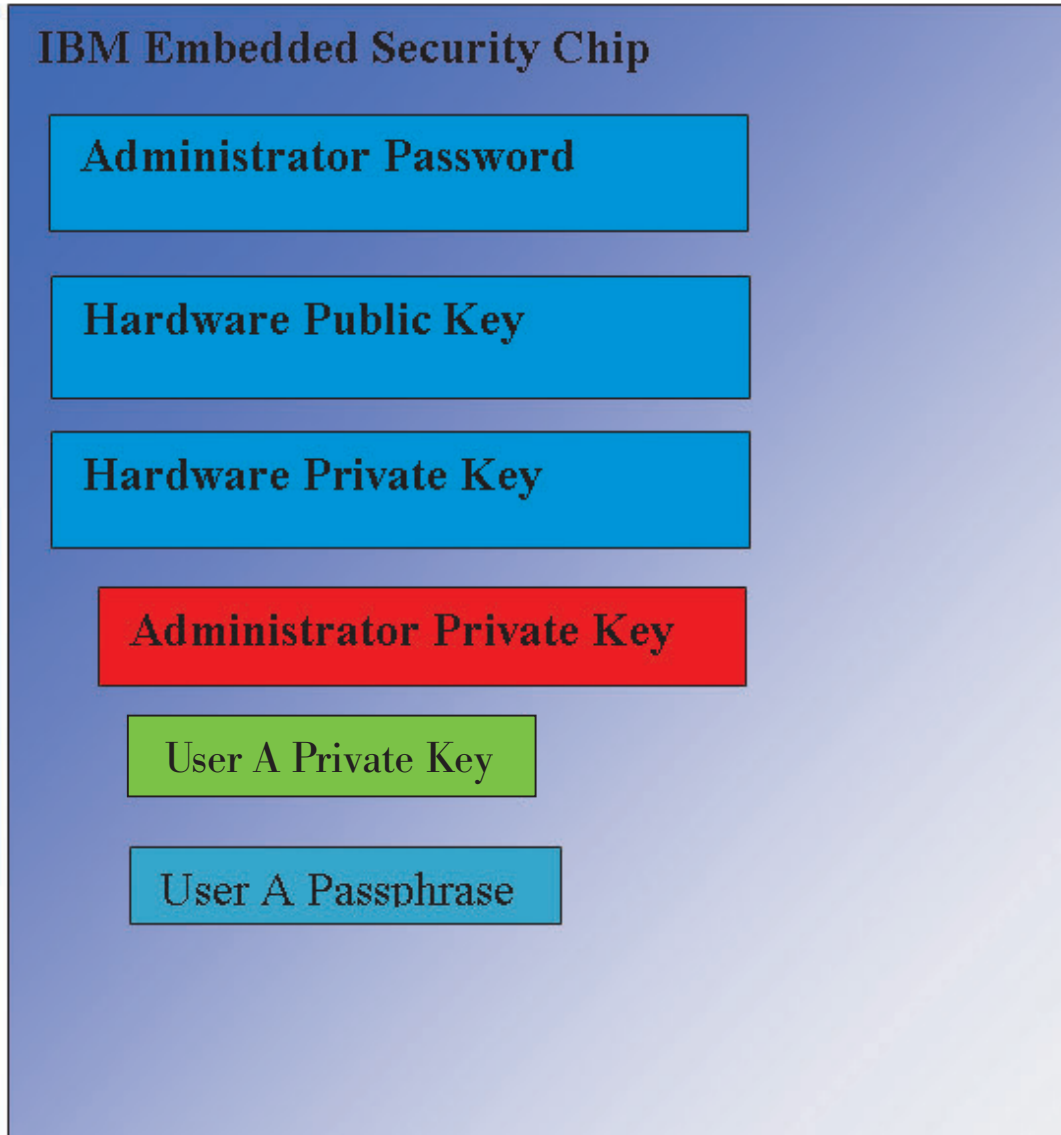 IBM Embedded Security Chip
Administrator Password
Hardware Public Key
Hardware Private Key
Administrator Private Key
User A Private Key
User A Passphrase